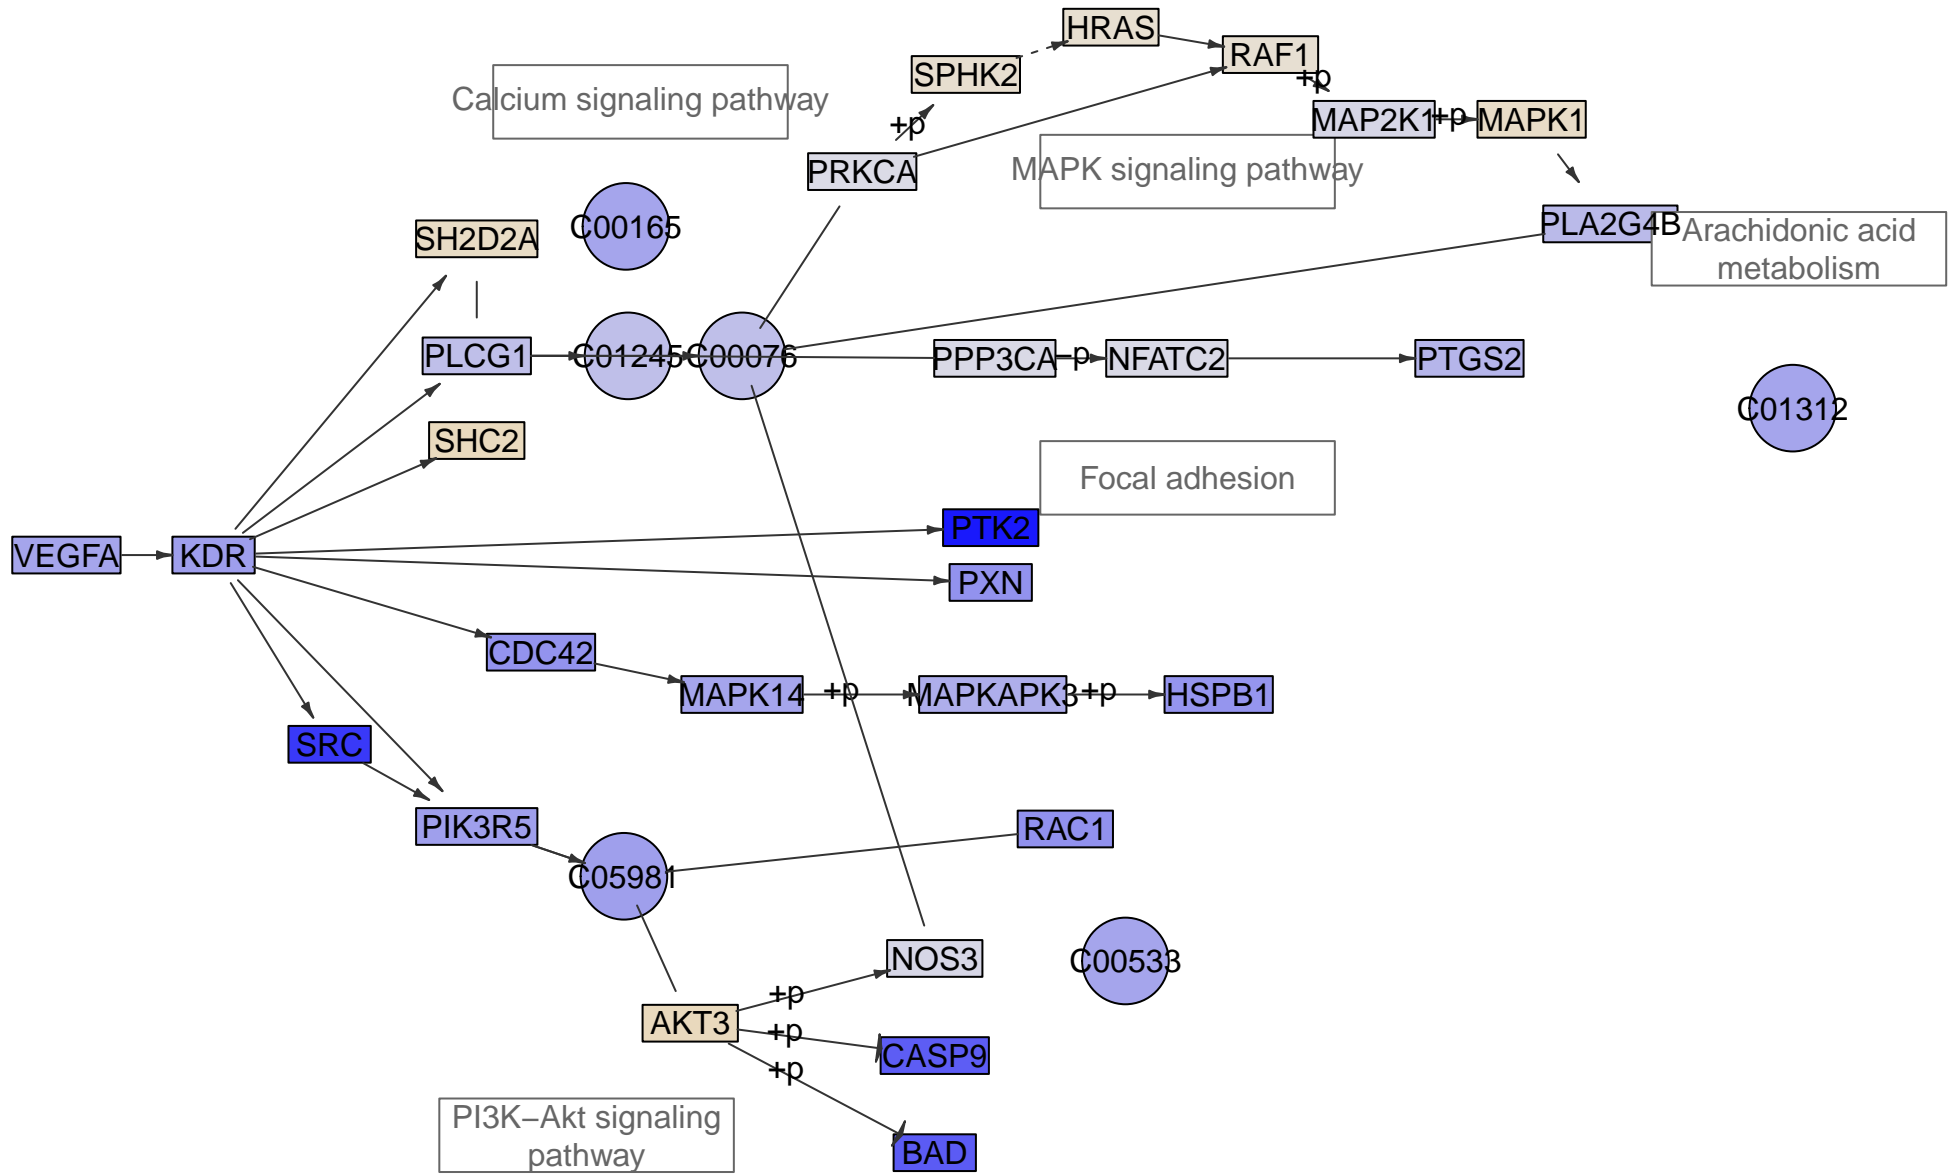 HRAS
RAF1
+p
SPHK2
Calcium signaling pathway
+p
MAP2K1
+p
MAPK1
PRKCA
MAPK signaling pathway
C00165
SH2D2A
PLA2G4B
Arachidonic acid
metabolism
PLCG1
C01245
C00076
PPP3CA
−p
NFATC2
PTGS2
C01312
SHC2
Focal adhesion
PTK2
VEGFA
KDR
PXN
CDC42
MAPK14
+p
MAPKAPK3
+p
HSPB1
SRC
PIK3R5
RAC1
C05981
NOS3
C00533
+p
AKT3
+p
CASP9
+p
PI3K−Akt signaling
pathway
BAD